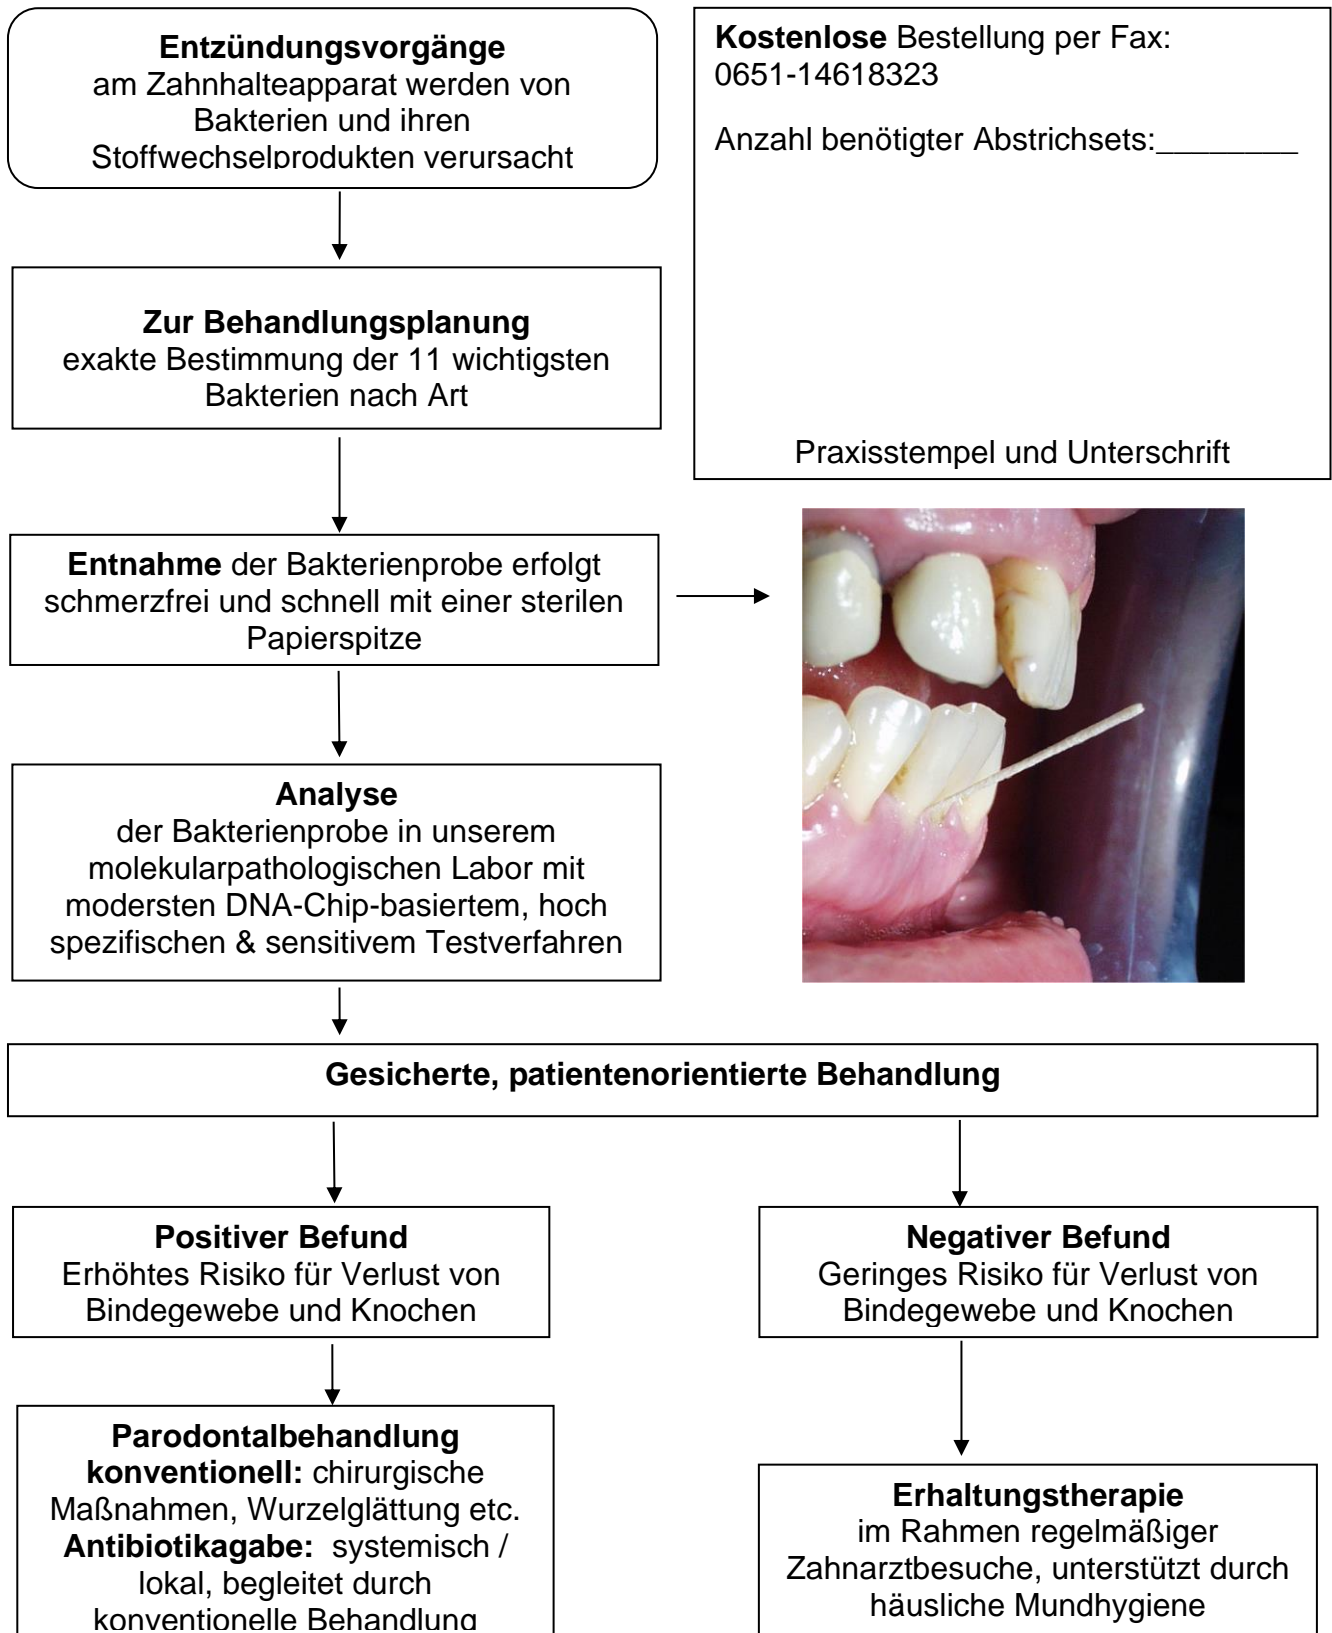 Entzündungsvorgänge
am Zahnhalteapparat werden von
Bakterien und ihren
Stoffwechselprodukten verursacht
Kostenlose Bestellung per Fax:
0651-14618323
Anzahl benötigter Abstrichsets:________
Praxisstempel und Unterschrift
Zur Behandlungsplanung
exakte Bestimmung der 11 wichtigsten
Bakterien nach Art
Entnahme der Bakterienprobe erfolgt
schmerzfrei und schnell mit einer sterilen
Papierspitze
Analyse
der Bakterienprobe in unserem
molekularpathologischen Labor mit
modersten DNA-Chip-basiertem, hoch
spezifischen & sensitivem Testverfahren
Gesicherte, patientenorientierte Behandlung
Positiver Befund
Erhöhtes Risiko für Verlust von
Bindegewebe und Knochen
Negativer Befund
Geringes Risiko für Verlust von
Bindegewebe und Knochen
Parodontalbehandlung
konventionell: chirurgische
Maßnahmen, Wurzelglättung etc.
Antibiotikagabe: systemisch /
lokal, begleitet durch
konventionelle Behandlung
Erhaltungstherapie
im Rahmen regelmäßiger
Zahnarztbesuche, unterstützt durch
häusliche Mundhygiene